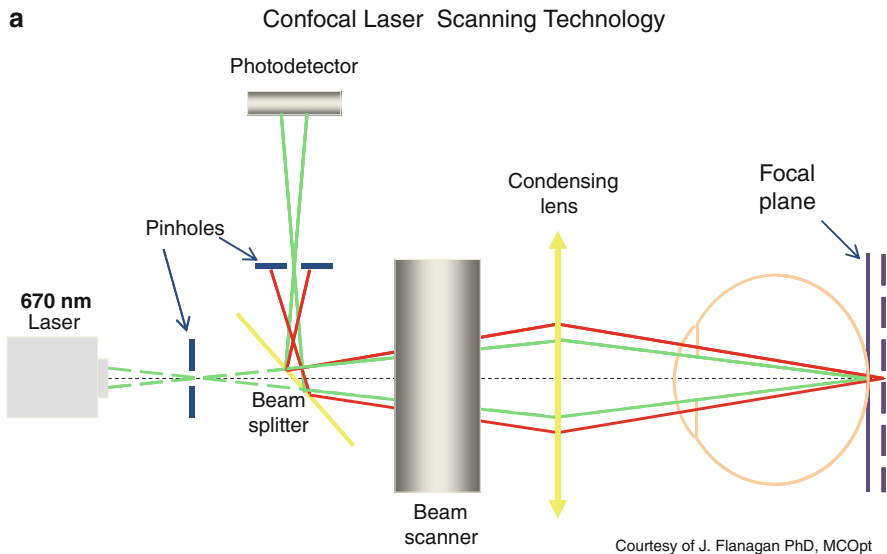 a
Confocal Laser Scanning Technology
Photodetector
Condensing
lens
Focal
plane
Pinholes
670 nm
Laser
Beam
splitter
Beam
scanner
Courtesy of J. Flanagan PhD, MCOpt